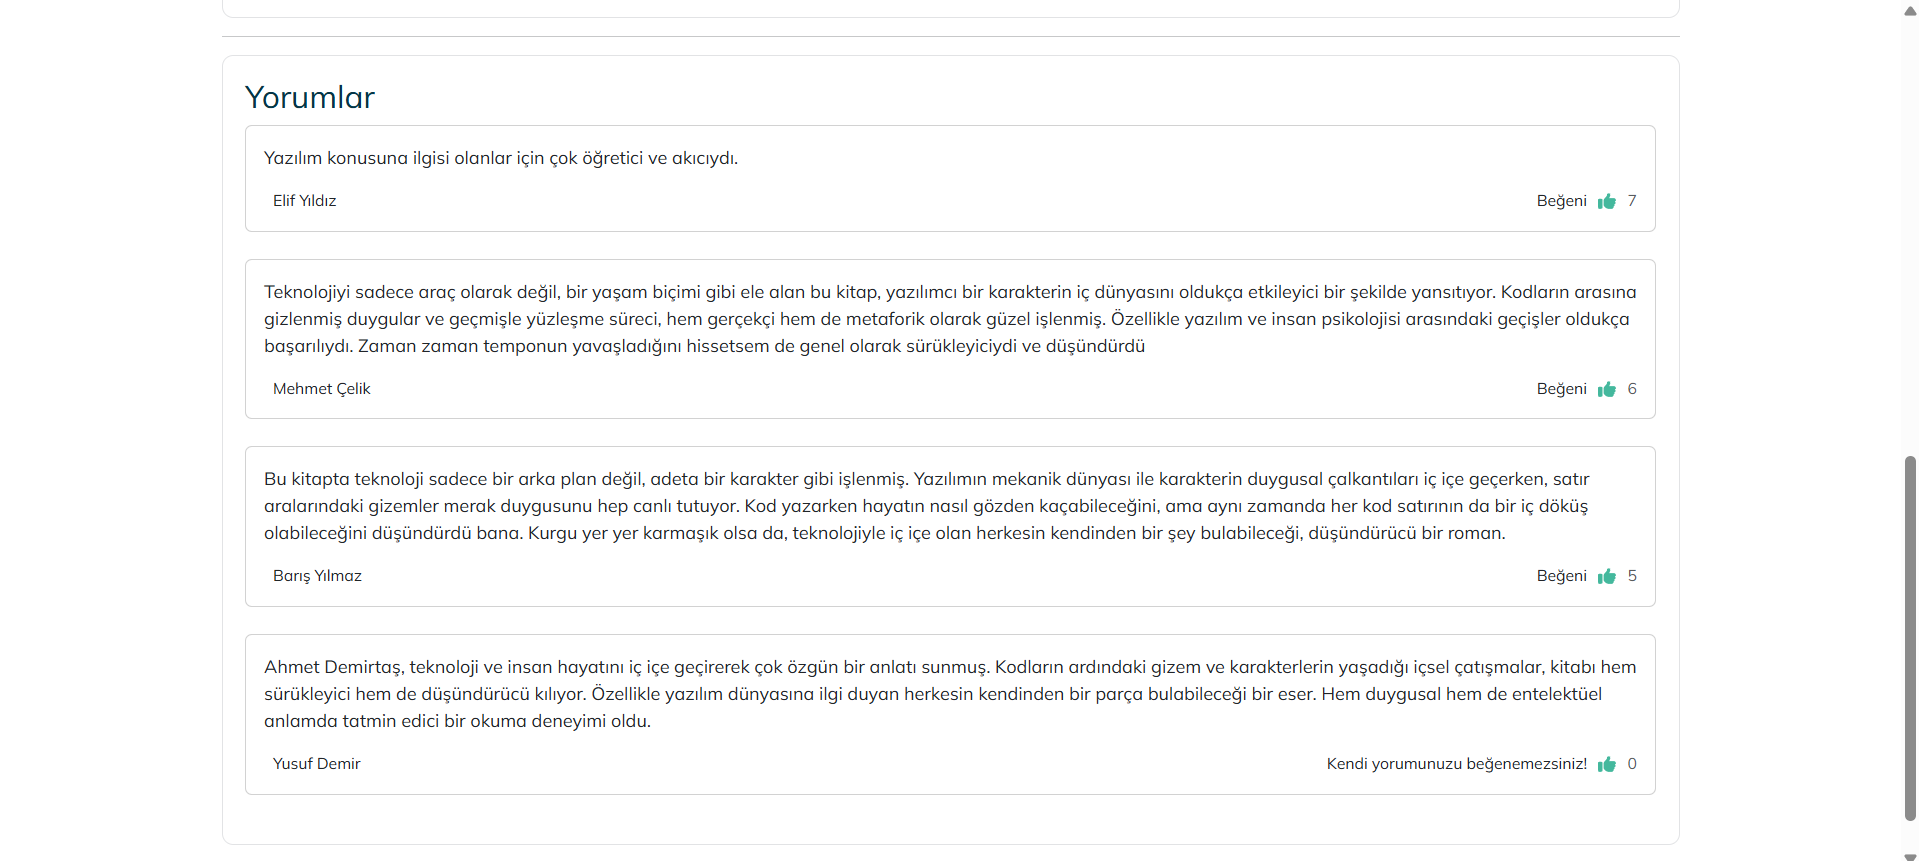 Yorumlar
Yazılım konusuna ilgisi olanlar için çok öğretici ve akıcıydı.
Elif Yıldız
Beğeni 7
Teknolojiyi sadece araç olarak değil, bir yaşam biçimi gibi ele alan bu kitap, yazılımcı bir karakterin iç dünyasını oldukça etkileyici bir şekilde yansıtıyor. Kodların arasına
gizlenmiş duygular ve geçmişle yüzleşme süreci, hem gerçekçi hem de metaforik olarak güzel işlenmiş. Özellikle yazılım ve insan psikolojisi arasındaki geçişler oldukça
başarılıydı. Zaman zaman temponun yavaşladığını hissetsem de genel olarak sürükleyiciydi ve düşündürdü
Mehmet Çelik
Beğeni 6
Bu kitapta teknoloji sadece bir arka plan değil, adeta bir karakter gibi işlenmiş. Yazılımın mekanik dünyası ile karakterin duygusal çalkantıları iç içe geçerken, satır
aralarındaki gizemler merak duygusunu hep canlı tutuyor. Kod yazarken hayatın nasıl gözden kaçabileceğini, ama aynı zamanda her kod satırının da bir iç döküş
olabileceğini düşündürdü bana. Kurgu yer yer karmaşık olsa da, teknolojiyle iç içe olan herkesin kendinden bir şey bulabileceği, düşündürücü bir roman.
Barış Yılmaz
Beğeni 5
Ahmet Demirtaş, teknoloji ve insan hayatını iç içe geçirerek çok özgün bir anlatı sunmuş. Kodların ardındaki gizem ve karakterlerin yaşadığı içsel çatışmalar, kitabı hem
sürükleyici hem de düşündürücü kılıyor. Özellikle yazılım dünyasına ilgi duyan herkesin kendinden bir parça bulabileceği bir eser. Hem duygusal hem de entelektüel
anlamda tatmin edici bir okuma deneyimi oldu.
Yusuf Demir
Kendi yorumunuzu beğenemezsiniz! 0